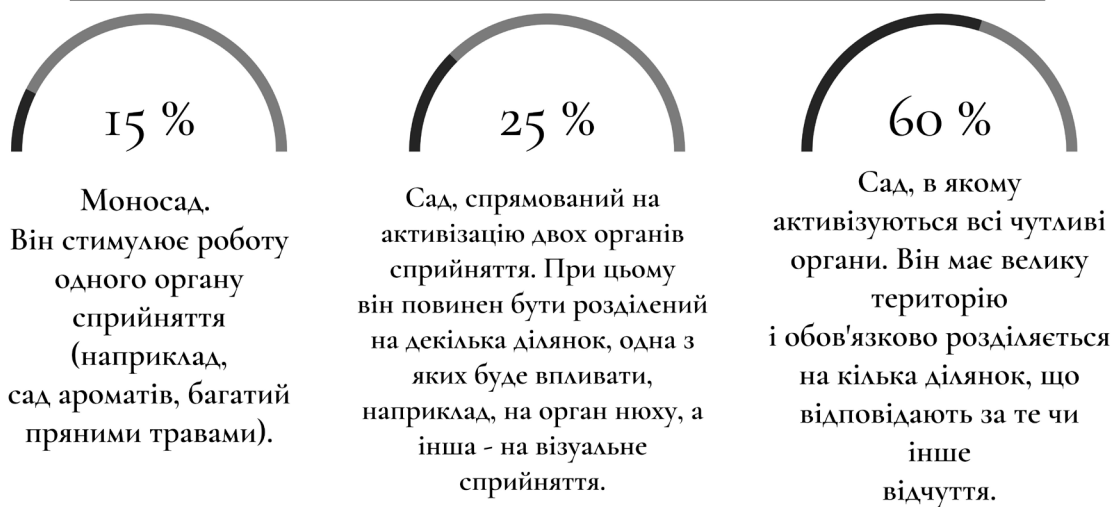 15 %
Моносад.
Він стимулює роботу
одного органу
сприйняття
(наприклад,
сад ароматів, багатий
пряними травами).
25 %
Сад, спрямований на
активізацію двох органів
сприйняття. При цьому
він повинен бути розділений
на декілька ділянок, одна з
яких буде впливати,
наприклад, на орган нюху, а
інша - на візуальне
сприйняття.
60 %
Сад, в якому
активізуються всі чутливі
органи. Він має велику
територію
і обов'язково розділяється
на кілька ділянок, що
відповідають за те чи
інше
відчуття.